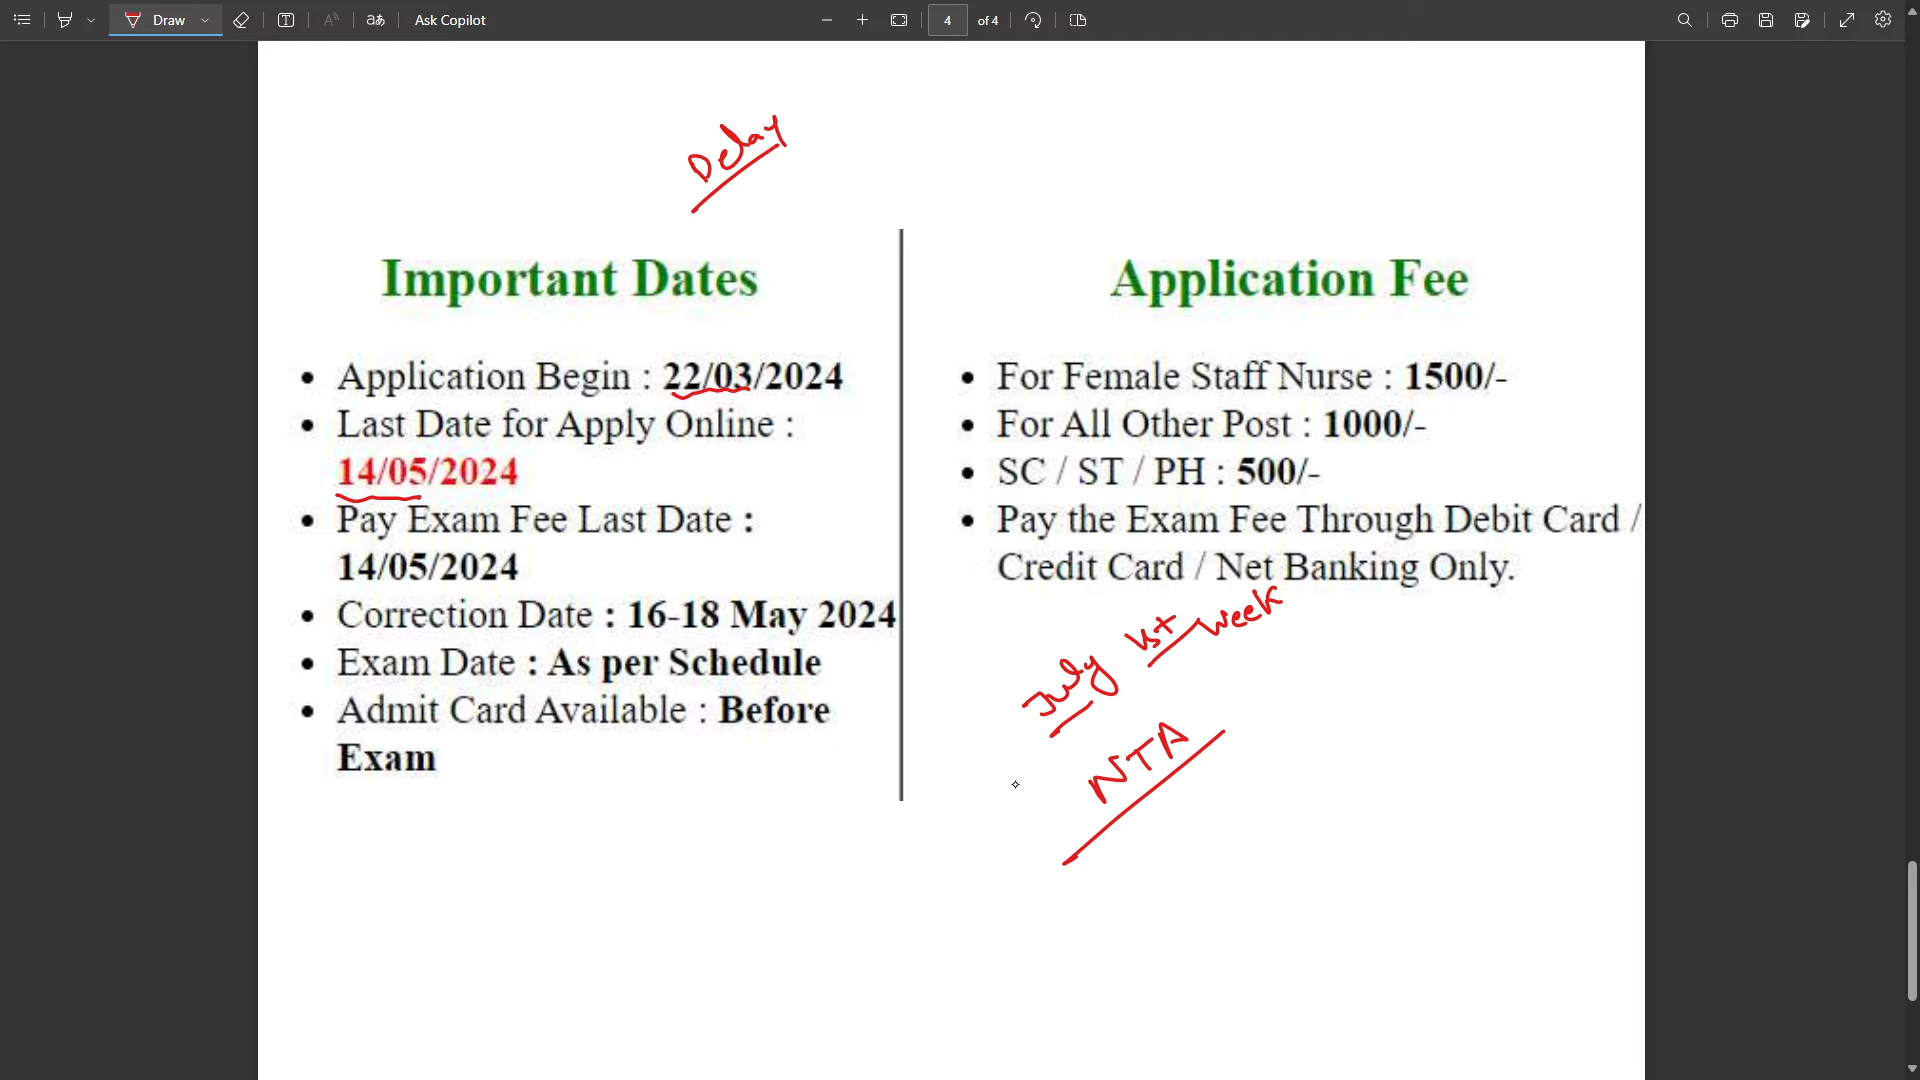 Draw
Ask Copilot
4 of 4
Delay
Important Dates
• Application Begin : 22/03/2024
• Last Date for Apply Online :
14/05/2024
• Pay Exam Fee Last Date :
14/05/2024
• Correction Date : 16-18 May 2024
• Exam Date : As per Schedule
• Admit Card Available : Before
Exam
Application Fee
• For Female Staff Nurse : 1500/-
• For All Other Post : 1000/-
• SC / ST / PH : 500/-
• Pay the Exam Fee Through Debit Card /
Credit Card / Net Banking Only.
July 1st week
NTA